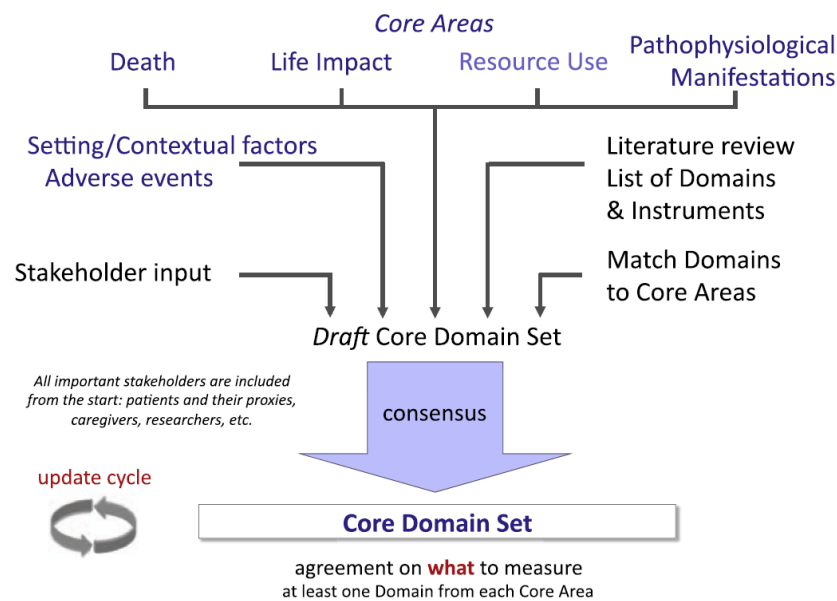 Core Areas
Death
Life Impact
Resource Use
Pathophysiological
Manifestations
Setting/Contextual factors
Adverse events
Literature review
List of Domains
& Instruments
Stakeholder input
Match Domains
to Core Areas
Draft Core Domain Set
All important stakeholders are included
from the start: patients and their proxies,
caregivers, researchers, etc.
consensus
update cycle
Core Domain Set
agreement on what to measure
at least one Domain from each Core Area